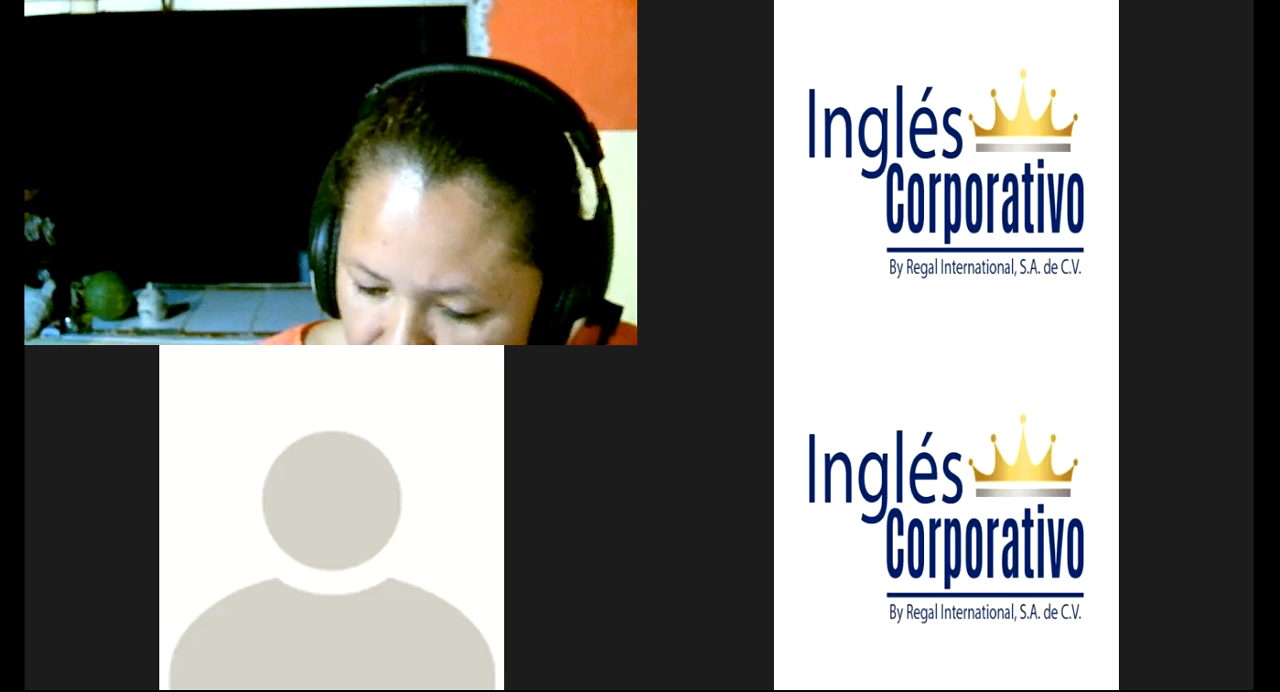 Inglés
Corporativo
By Regal International, S.A. de C.V.
Inglés
Corporativo
By Regal International, S.A. de C.V.